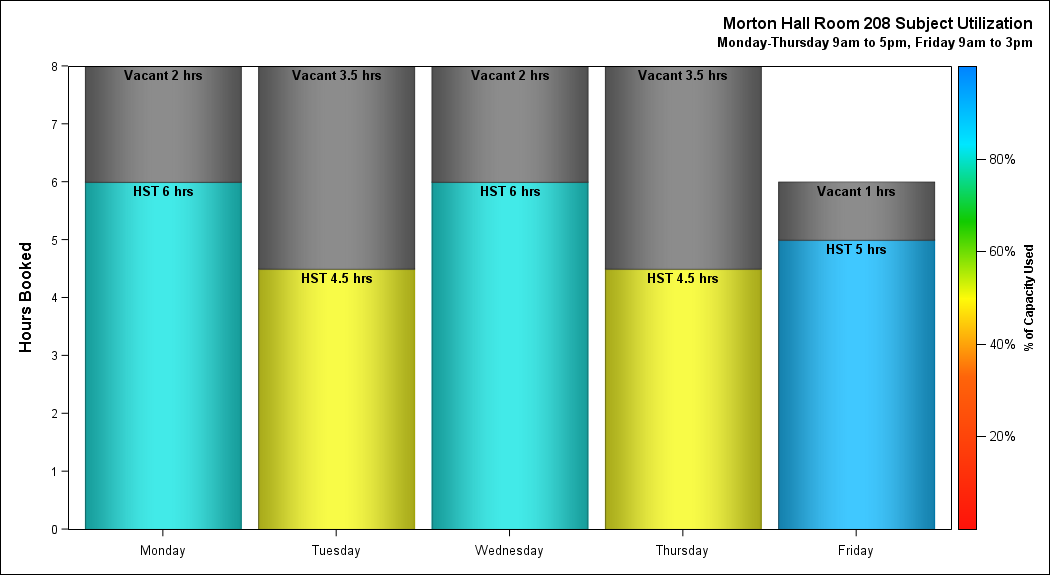 Morton Hall Room 208 Subject Utilization
Monday-Thursday 9am to 5pm, Friday 9am to 3pm
Hours Booked
8
7
6
5
4
3
2
1
0
Vacant 2 hrs
HST 6 hrs
Vacant 3.5 hrs
HST 4.5 hrs
Vacant 2 hrs
HST 6 hrs
Vacant 3.5 hrs
HST 4.5 hrs
Vacant 1 hrs
HST 5 hrs
Monday
Tuesday
Wednesday
Thursday
Friday
80%
60%
40%
20%
% of Capacity Used